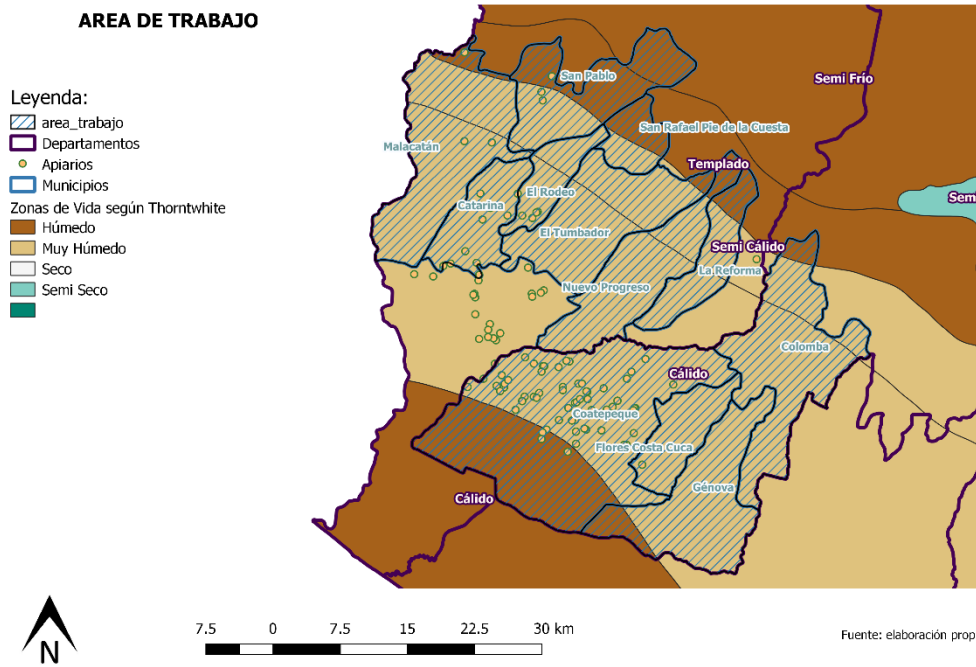 AREA DE TRABAJO
Leyenda:
area_trabajo
Departamentos
Apiarios
Municipios
Zonas de Vida según Thorntwhite
Húmedo
Muy Húmedo
Seco
Semi Seco
San Pablo
Semi Frío
San Rafael Pie de la Cuesta
Malacatán
Templado
El Rodeo
Catarina
Semi
El Tumbador
Semi Cálido
La Reforma
Nuevo Progreso
Colomba
Cálido
Coatepeque
Flores Costa Cuca
Génova
Cálido
N
7.5 0 7.5 15 22.5 30 km
Fuente: elaboración prop